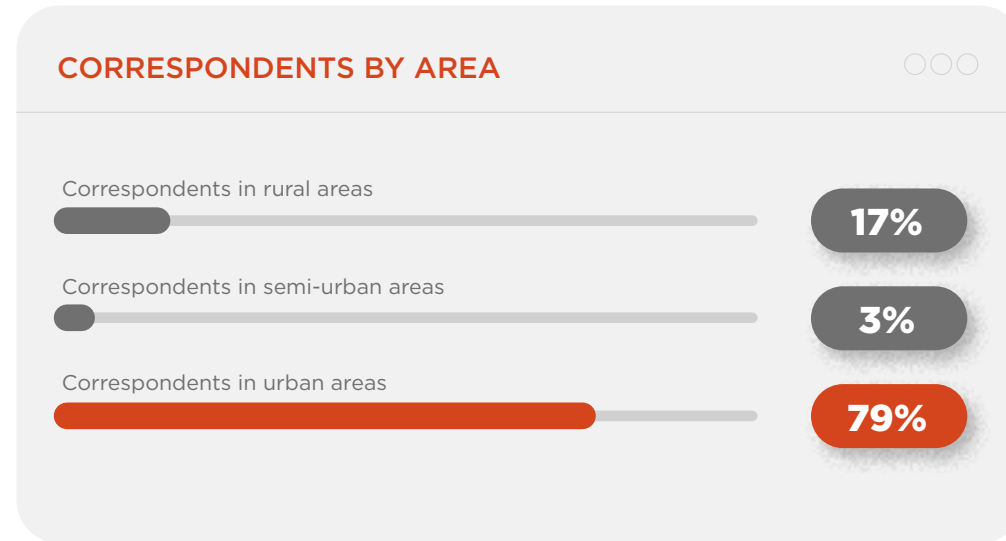 CORRESPONDENTS BY AREA
Correspondents in rural areas
17%
Correspondents in semi-urban areas
3%
Correspondents in urban areas
79%